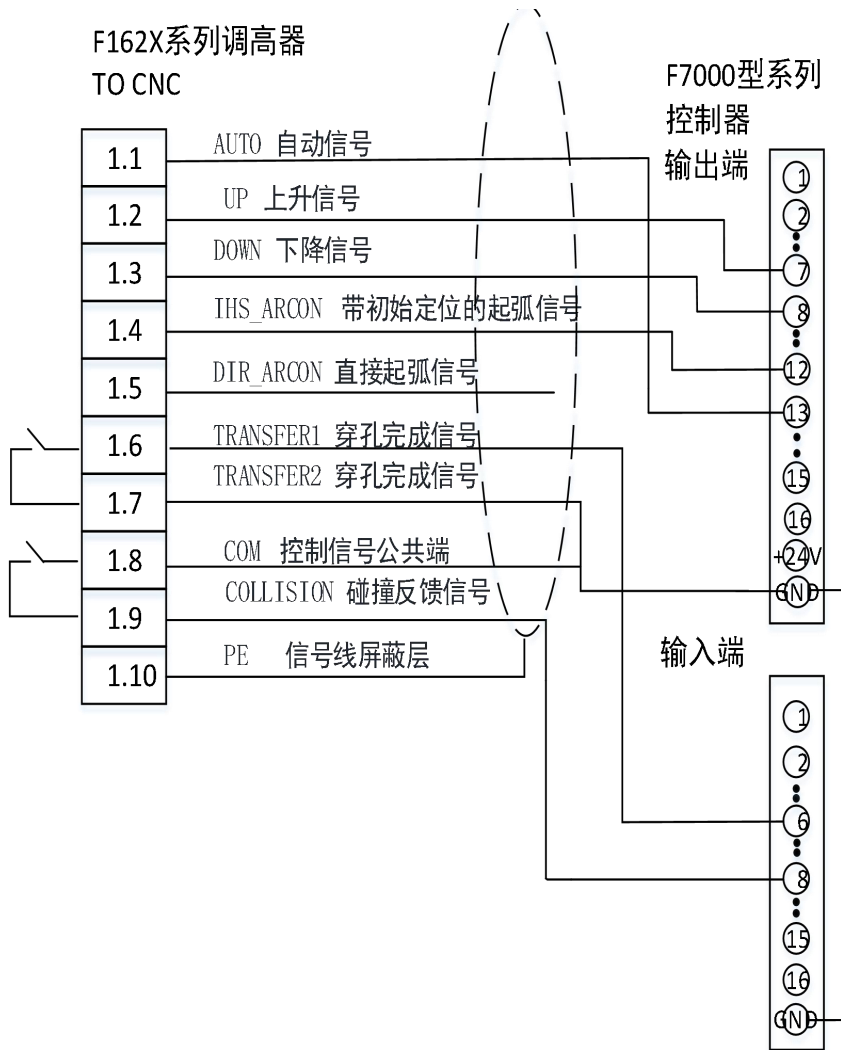 F162X系列调高器
TO CNC
F7000型系列
控制器
输出端
1.1
AUTO 自动信号
1.2
UP 上升信号
1.3
DOWN 下降信号
1.4
IHS_ARCON 带初始定位的起弧信号
1.5
DIR_ARCON 直接起弧信号
1.6
TRANSFER1 穿孔完成信号
1.7
TRANSFER2 穿孔完成信号
1.8
COM 控制信号公共端
1.9
COLLISION 碰撞反馈信号
1.10
PE 信号线屏蔽层
1
2
7
8
12
13
15
16
+24V
GND
输入端
1
2
6
8
15
16
GND